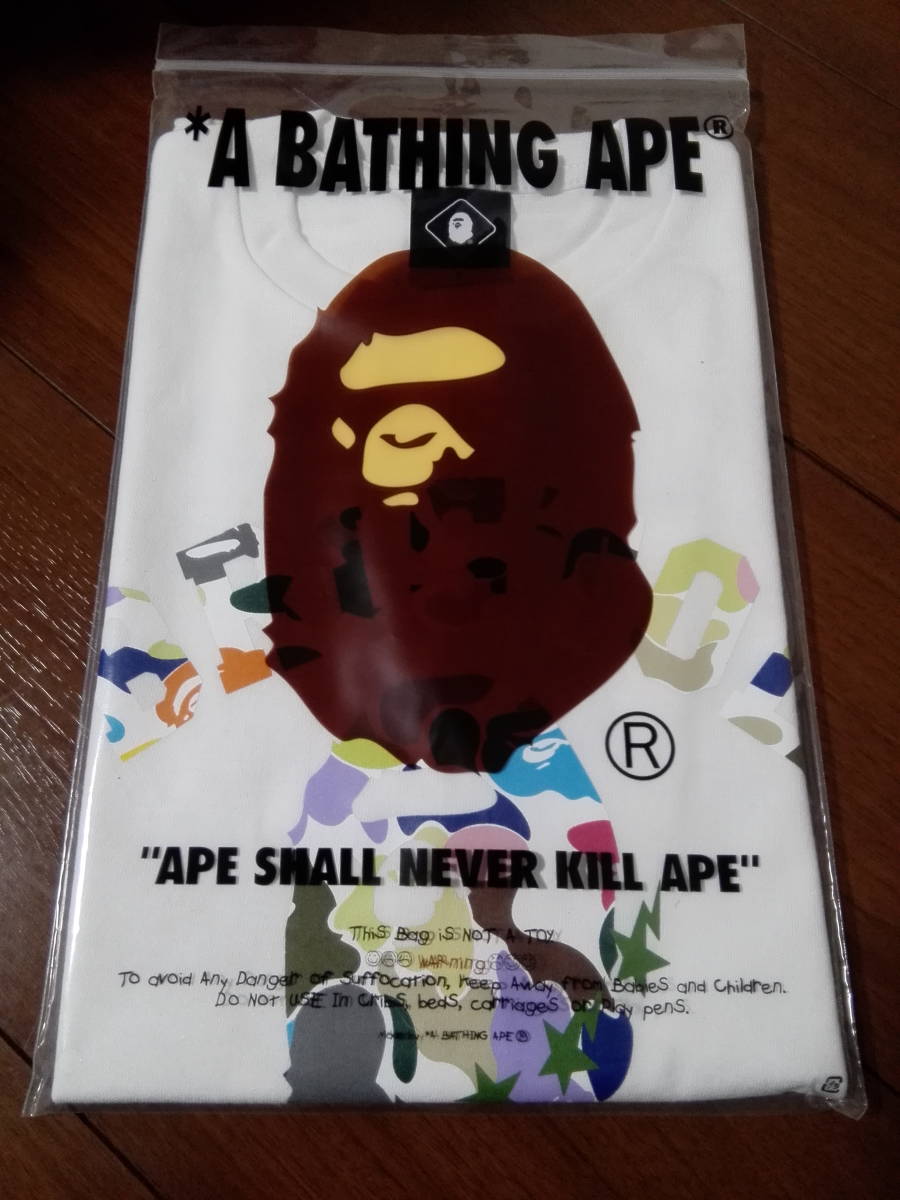 *A BATHING APE®
®
"APE SHALL NEVER KILL APE"
THiS Bag iS NOT A TOY
WARning
To avoid Any Danger of Suffocation, Keep Away from Babies and Children.
Do NOT USE In CRIBS, beds, carriages or Play pens.
*A BATHING APE®